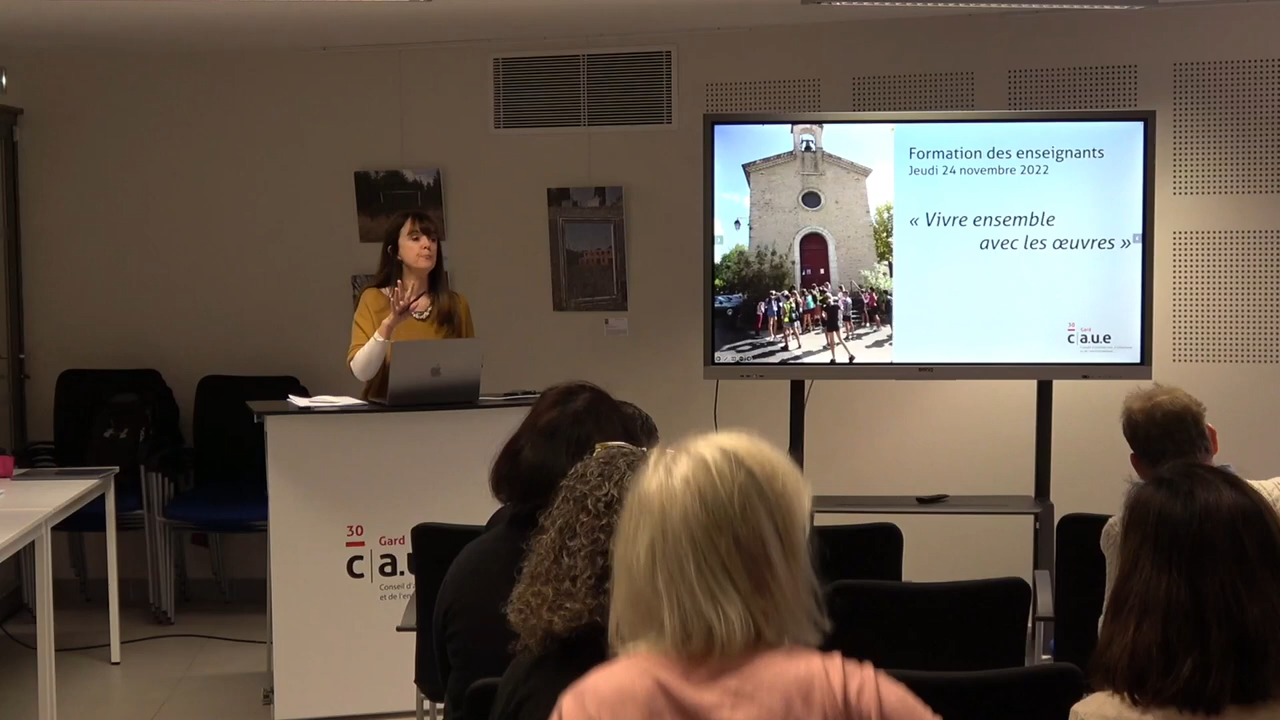 Formation des enseignants
Jeudi 24 novembre 2022
« Vivre ensemble
avec les œuvres »
30
Gard
c|a.u.e
30
Gard
c|a.u
Conseil d'
et de l'en